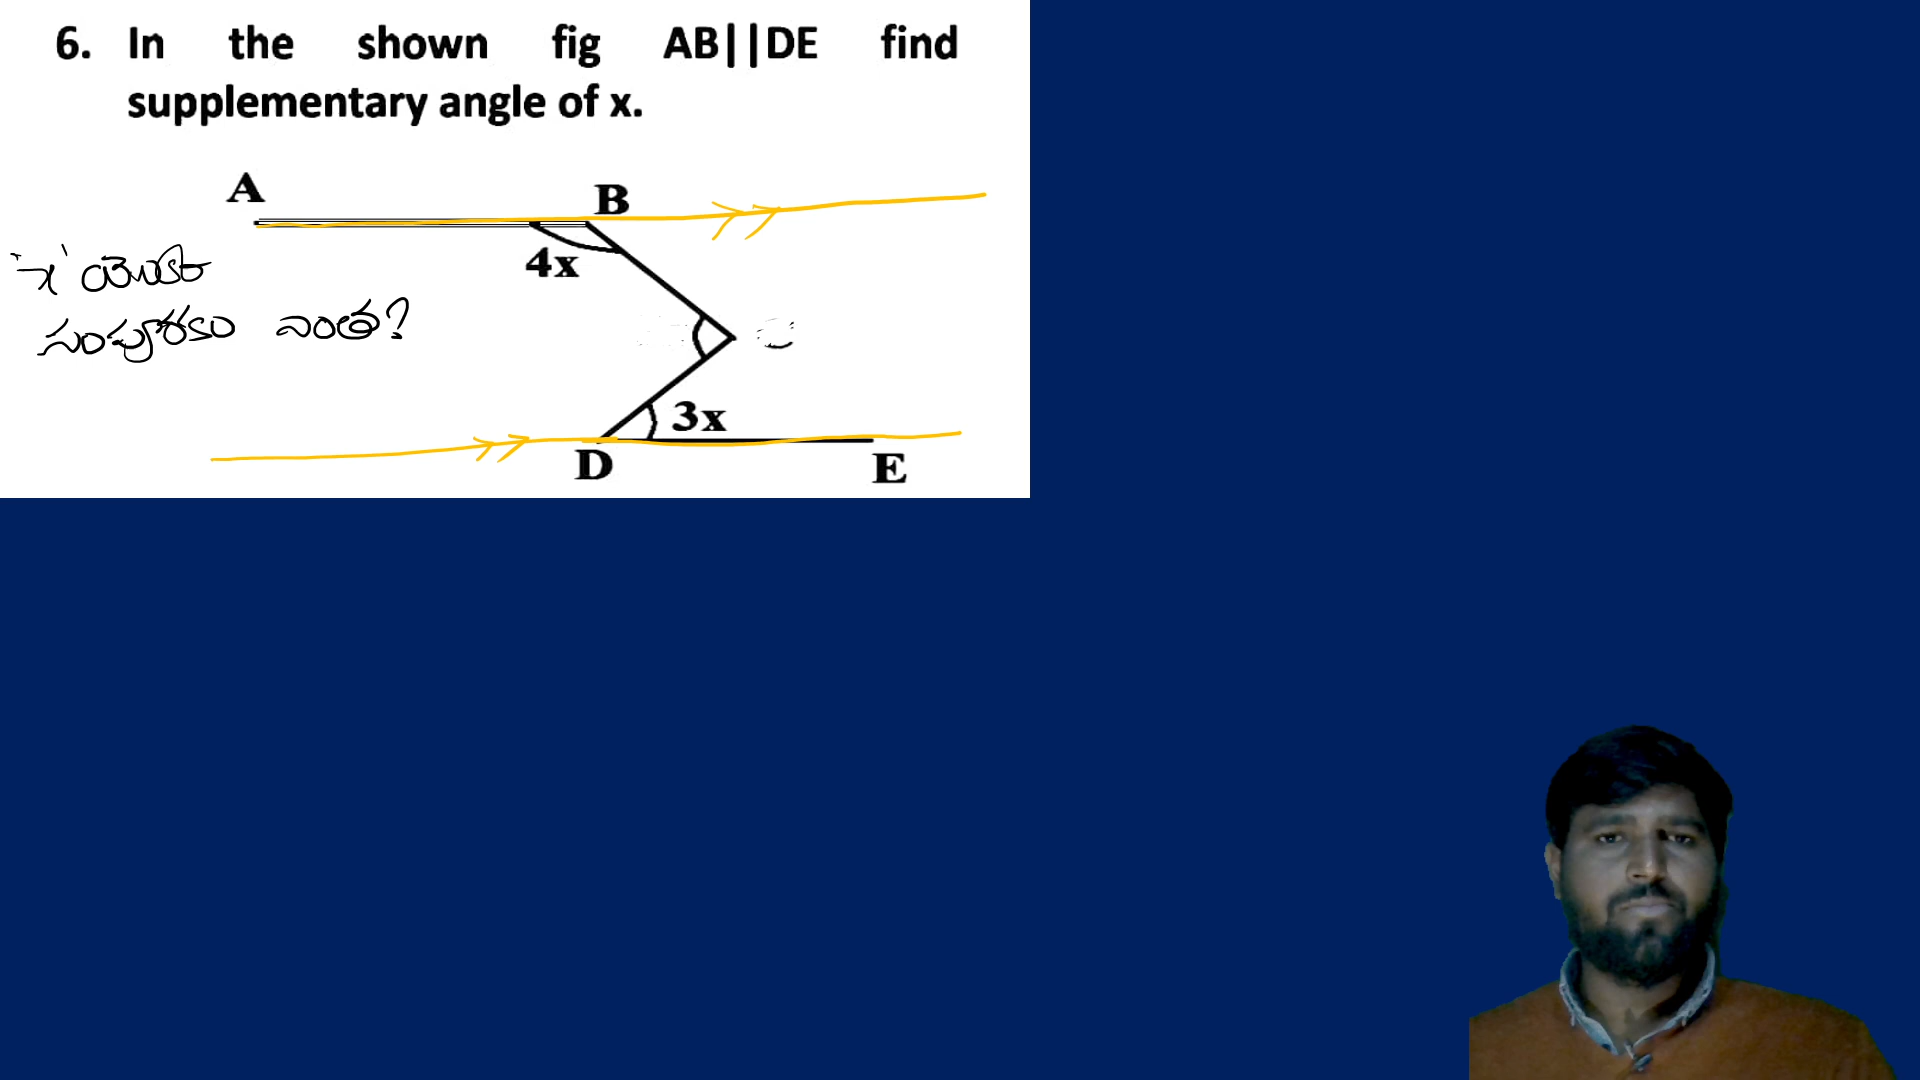 6. In the shown fig AB||DE find
supplementary angle of x.
A
B
4x
'x' యొక్క
సంపూరకం ఎంత?
3x
D
E